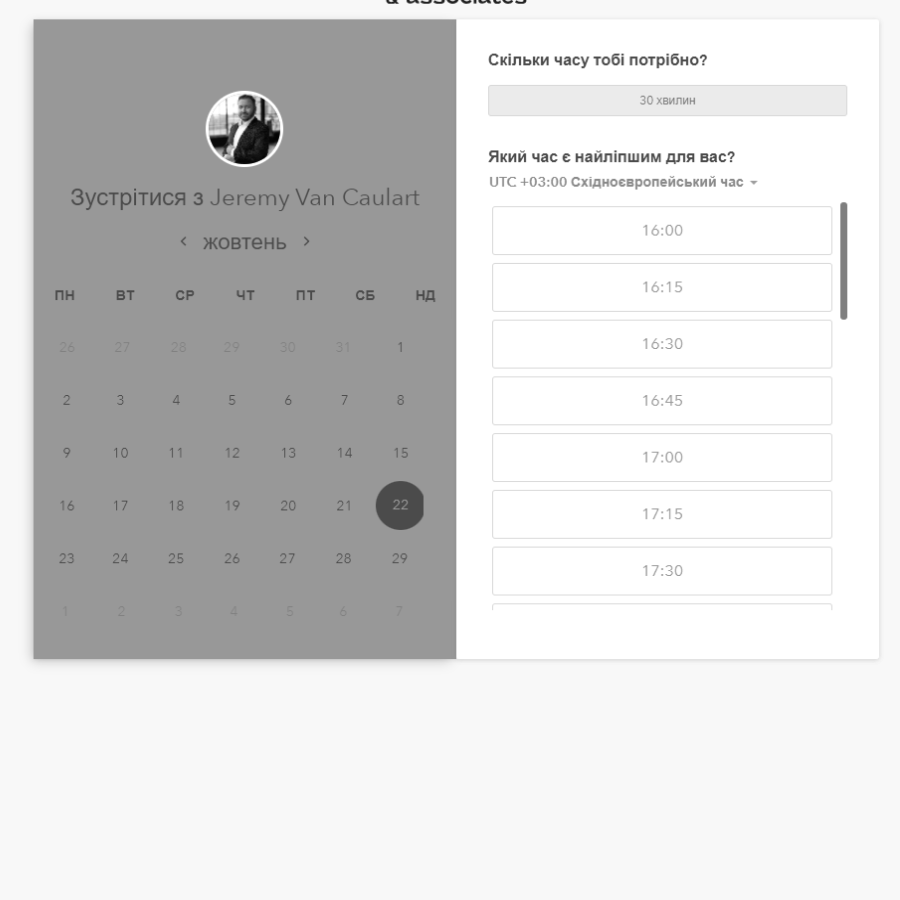 & associates
Зустрітися з Jeremy Van Caulart
жовтень
ПН ВТ СР ЧТ ПТ СБ НД
26 27 28 29 30 31 1
2 3 4 5 6 7 8
9 10 11 12 13 14 15
16 17 18 19 20 21 22
23 24 25 26 27 28 29
1 2 3 4 5 6 7
Скільки часу тобі потрібно?
30 хвилин
Який час є найліпшим для вас?
UTC +03:00 Східноєвропейський час
16:00
16:15
16:30
16:45
17:00
17:15
17:30